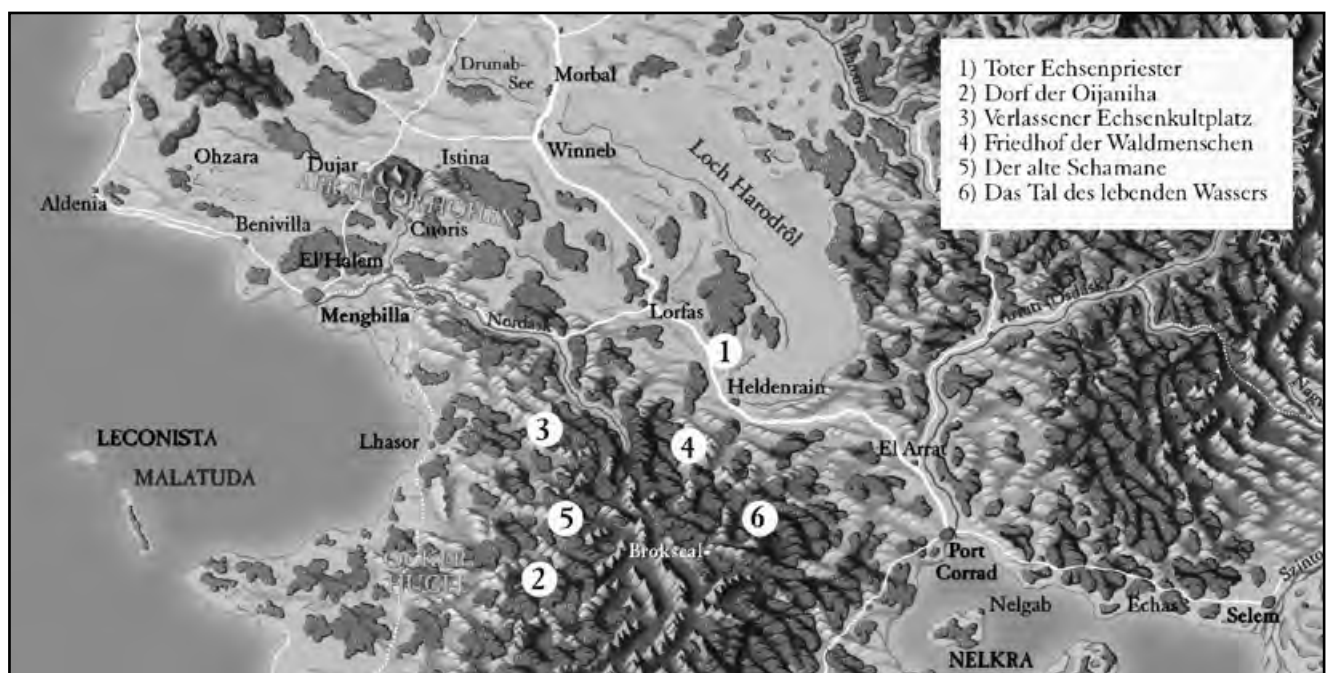 1) Toter Echsenpriester
2) Dorf der Oijaniha
3) Verlassener Echsenkultplatz
4) Friedhof der Waldmenschen
5) Der alte Schamane
6) Das Tal des lebenden Wassers
Drunab-
See
Morbal
Ohzara
Dujar
Istina
Winneb
Loch Harodrôl
Aldenia
Benivilla
Cuoris
El'Halem
Menghilla
Nordask
Lorfas
1
Heldenrain
LECONISTA
MALATUDA
Lhasor
3
4
El Arrat
5
6
2
Brokscal-
Port
Corrad
Nelgab
Echas
Selem
Szinto
NELKRA